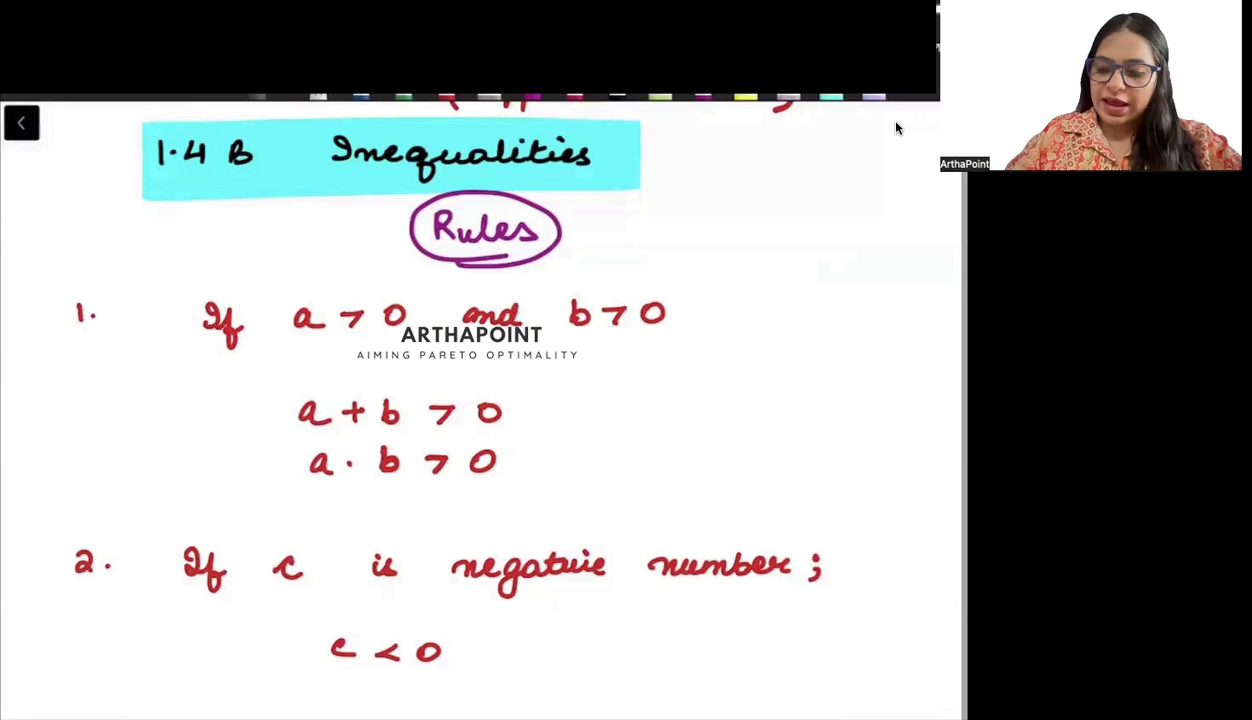 ArthaPoint
1.4 B Inequalities
Rules
1. If a > 0 and b > 0
ARTHAPOINT
AIMING PARETO OPTIMALITY
a + b > 0
a . b > 0
2. If c is negative number;
c < 0